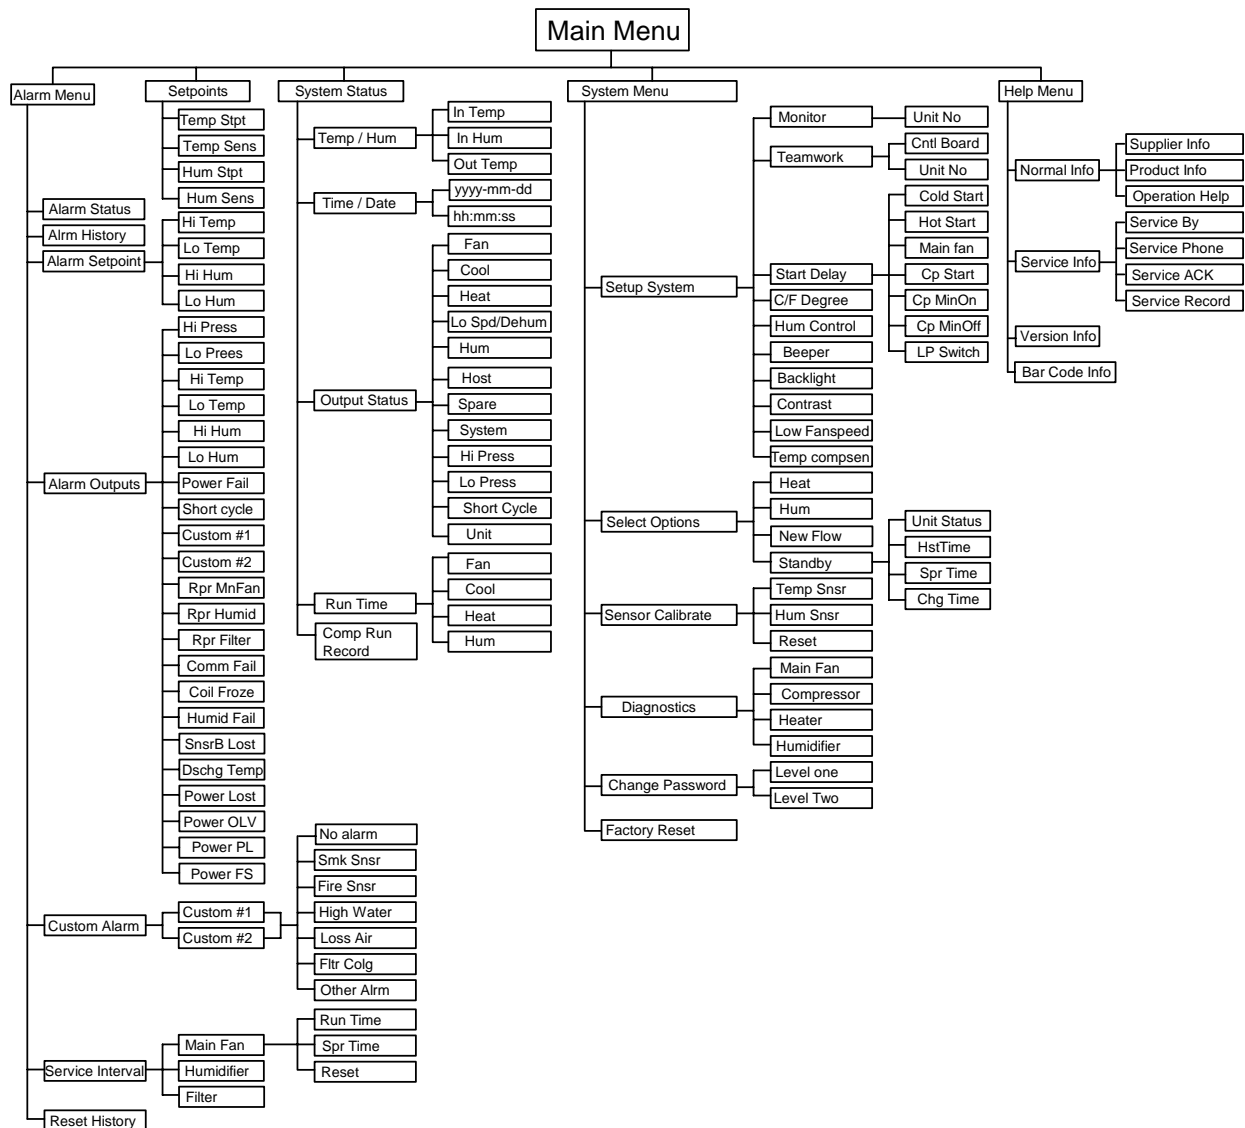 Main Menu
Alarm Menu
Alarm Status
Alrm History
Alarm Setpoint
Hi Temp
Lo Temp
Hi Hum
Lo Hum
Alarm Outputs
Hi Press
Lo Prees
Hi Temp
Lo Temp
Hi Hum
Lo Hum
Power Fail
Short cycle
Custom #1
Custom #2
Rpr MnFan
Rpr Humid
Rpr Filter
Comm Fail
Coil Froze
Humid Fail
SnsrB Lost
Dschg Temp
Power Lost
Power OLV
Power PL
Power FS
Custom Alarm
Custom #1
Custom #2
No alarm
Smk Snsr
Fire Snsr
High Water
Loss Air
Fltr Colg
Other Alrm
Service Interval
Main Fan
Humidifier
Filter
Run Time
Spr Time
Reset
Reset History
Setpoints
Temp Stpt
Temp Sens
Hum Stpt
Hum Sens
System Status
Temp / Hum
In Temp
In Hum
Out Temp
Time / Date
yyyy-mm-dd
hh:mm:ss
Output Status
Fan
Cool
Heat
Lo Spd/Dehum
Hum
Host
Spare
System
Hi Press
Lo Press
Short Cycle
Unit
Run Time
Fan
Cool
Heat
Hum
Comp Run
Record
System Menu
Setup System
Monitor
Unit No
Teamwork
Cntl Board
Unit No
Start Delay
Cold Start
Hot Start
Main fan
Cp Start
Cp MinOn
Cp MinOff
LP Switch
C/F Degree
Hum Control
Beeper
Backlight
Contrast
Low Fanspeed
Temp compsen
Select Options
Heat
Hum
New Flow
Standby
Unit Status
HstTime
Spr Time
Chg Time
Sensor Calibrate
Temp Snsr
Hum Snsr
Reset
Diagnostics
Main Fan
Compressor
Heater
Humidifier
Change Password
Level one
Level Two
Factory Reset
Help Menu
Normal Info
Supplier Info
Product Info
Operation Help
Service Info
Service By
Service Phone
Service ACK
Service Record
Version Info
Bar Code Info